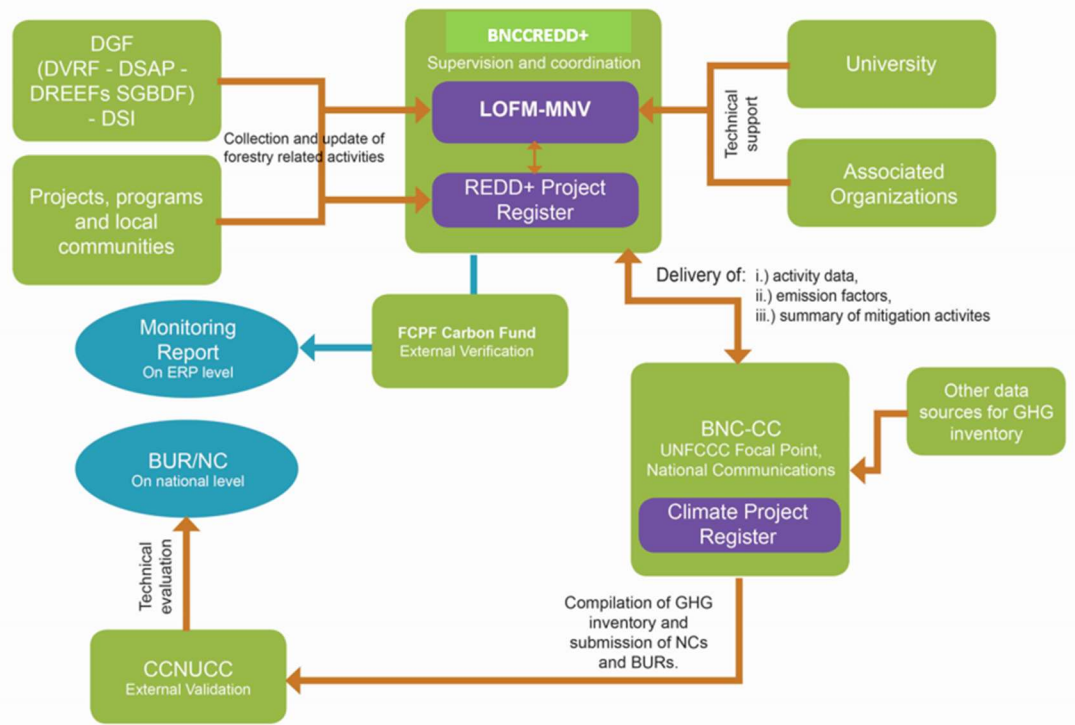 DGF
(DVRF - DSAP -
DREEFs SGBDF)
- DSI
Projects, programs
and local
communities
Collection and update of
forestry related activities
BNCCREDD+
Supervision and coordination
LOFM-MNV
REDD+ Project
Register
Technical
support
University
Associated
Organizations
Delivery of: i.) activity data,
ii.) emission factors,
iii.) summary of mitigation activites
FCPF Carbon Fund
External Verification
Monitoring
Report
On ERP level
BUR/NC
On national level
BNC-CC
UNFCCC Focal Point,
National Communications
Climate Project
Register
Other data
sources for GHG
inventory
Technical
evaluation
Compilation of GHG
inventory and
submission of NCs
and BURs.
CCNUCC
External Validation